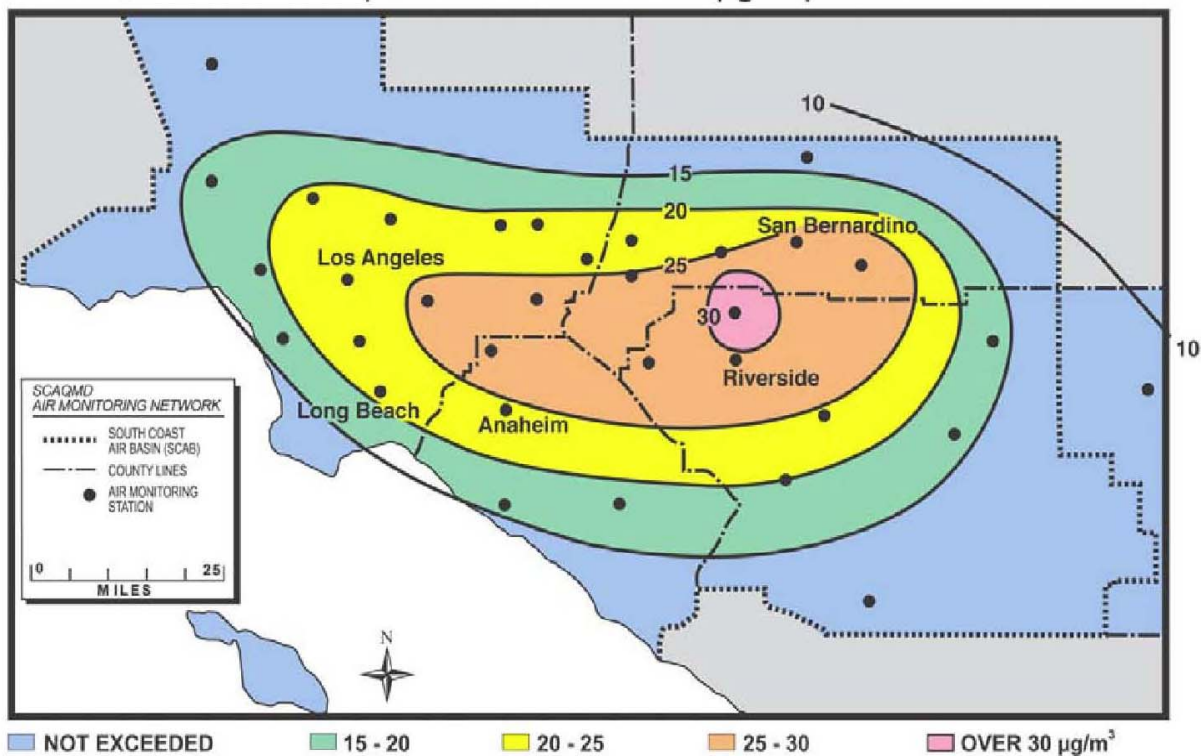 10
15
20
San Bernardino
Los Angeles
25
30
10
Riverside
SCAQMD
AIR MONITORING NETWORK
SOUTH COAST
AIR BASIN (SCAB)
COUNTY LINES
AIR MONITORING
STATION
0 25
MILES
Long Beach
Anaheim
N
NOT EXCEEDED
15 - 20
20 - 25
25 - 30
OVER 30 µg/m³